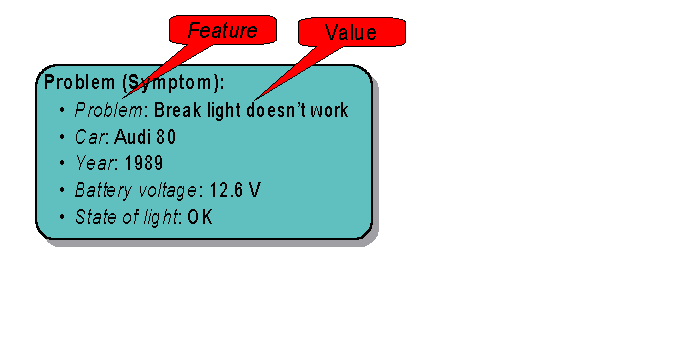 Feature
Value
Problem (Symptom):
• Problem: Break light doesn't work
• Car: Audi 80
• Year: 1989
• Battery voltage: 12.6 V
• State of light: OK